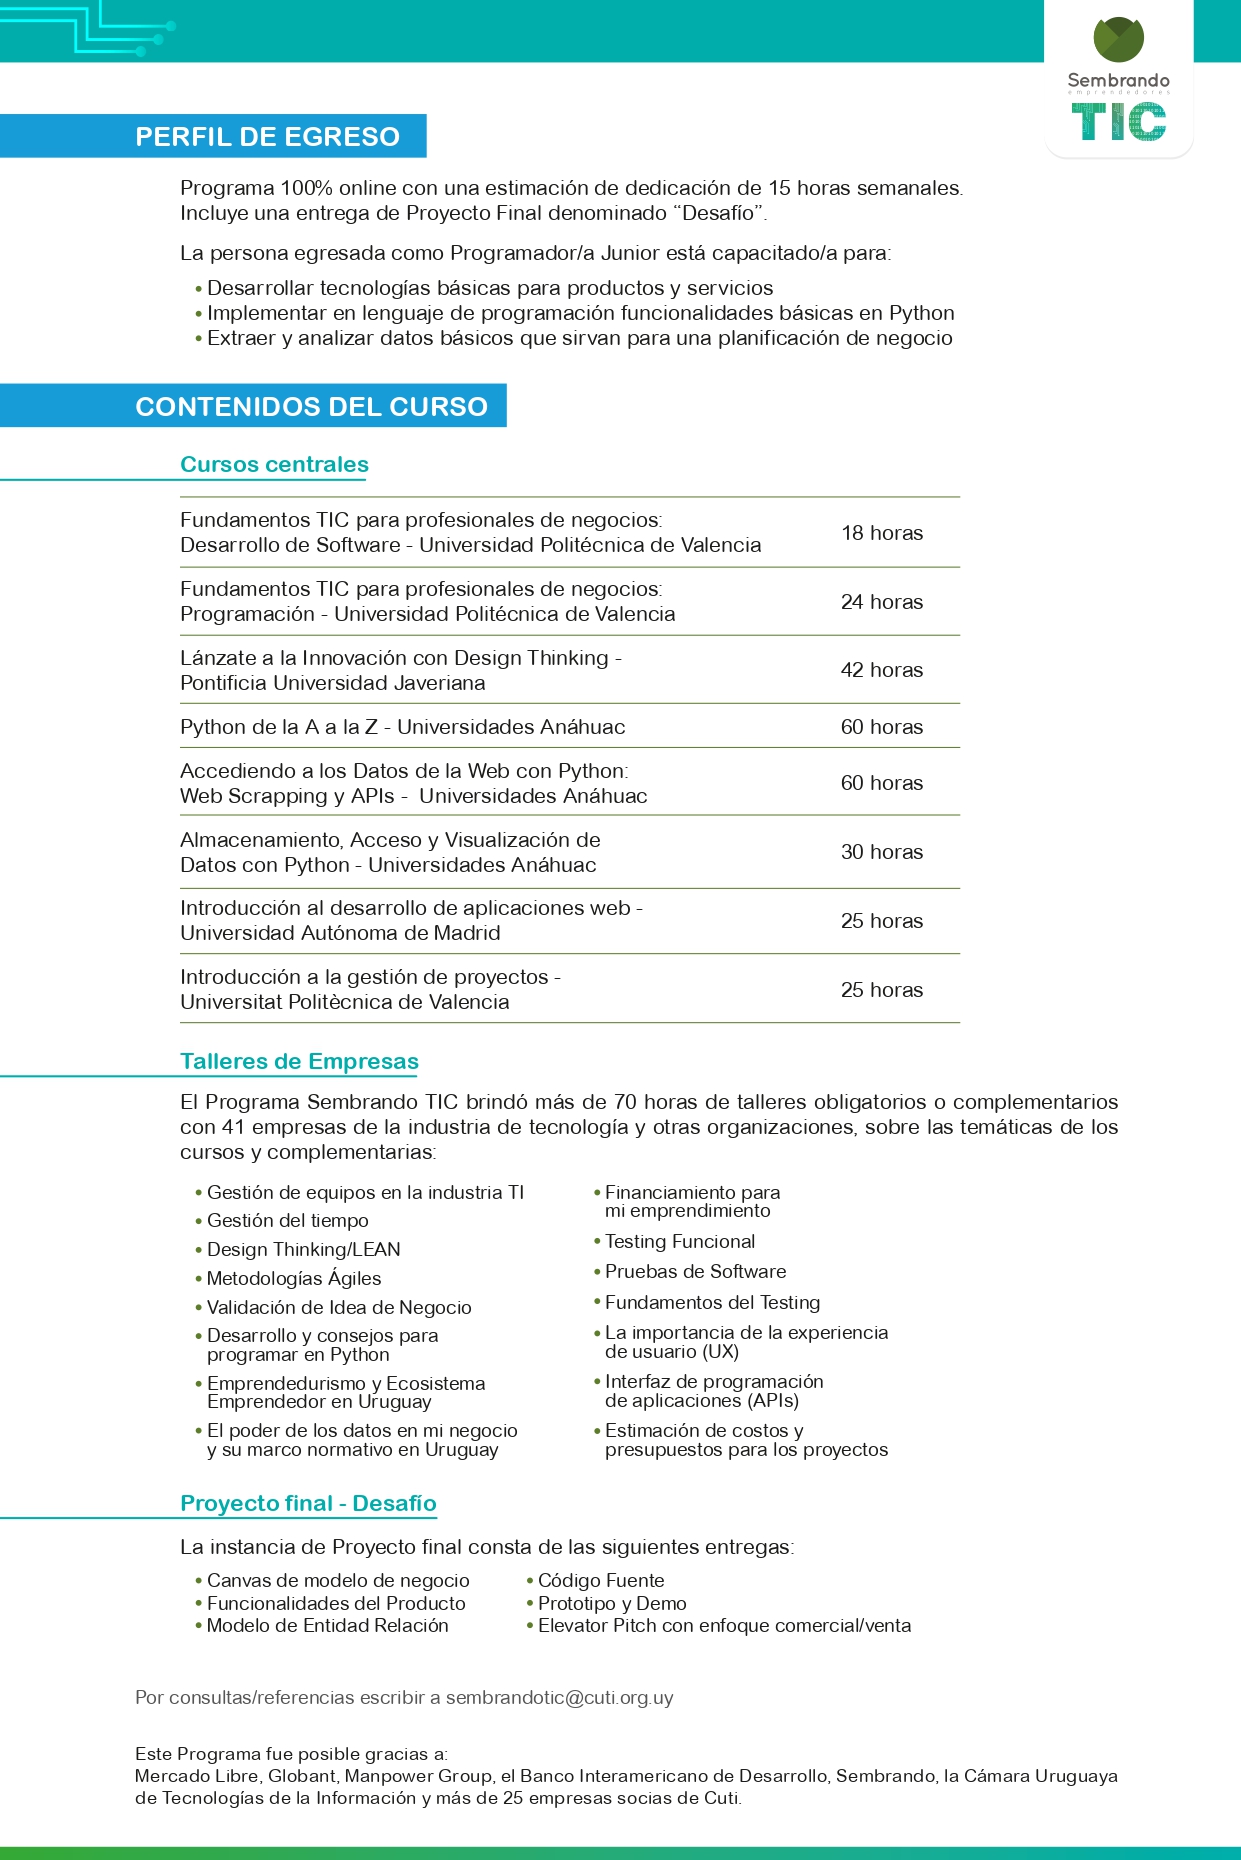 Sembrando
emprendedores
TIC
PERFIL DE EGRESO
Programa 100% online con una estimación de dedicación de 15 horas semanales.
Incluye una entrega de Proyecto Final denominado “Desafío”.
La persona egresada como Programador/a Junior está capacitado/a para:
• Desarrollar tecnologías básicas para productos y servicios
• Implementar en lenguaje de programación funcionalidades básicas en Python
• Extraer y analizar datos básicos que sirvan para una planificación de negocio
CONTENIDOS DEL CURSO
Cursos centrales
Fundamentos TIC para profesionales de negocios:
Desarrollo de Software - Universidad Politécnica de Valencia
18 horas
Fundamentos TIC para profesionales de negocios:
Programación - Universidad Politécnica de Valencia
24 horas
Lánzate a la Innovación con Design Thinking -
Pontificia Universidad Javeriana
42 horas
Python de la A a la Z - Universidades Anáhuac
60 horas
Accediendo a los Datos de la Web con Python:
Web Scrapping y APIs - Universidades Anáhuac
60 horas
Almacenamiento, Acceso y Visualización de
Datos con Python - Universidades Anáhuac
30 horas
Introducción al desarrollo de aplicaciones web -
Universidad Autónoma de Madrid
25 horas
Introducción a la gestión de proyectos -
Universitat Politècnica de Valencia
25 horas
Talleres de Empresas
El Programa Sembrando TIC brindó más de 70 horas de talleres obligatorios o complementarios
con 41 empresas de la industria de tecnología y otras organizaciones, sobre las temáticas de los
cursos y complementarias:
• Gestión de equipos en la industria TI
• Gestión del tiempo
• Design Thinking/LEAN
• Metodologías Ágiles
• Validación de Idea de Negocio
• Desarrollo y consejos para
programar en Python
• Emprendedurismo y Ecosistema
Emprendedor en Uruguay
• El poder de los datos en mi negocio
y su marco normativo en Uruguay
• Financiamiento para
mi emprendimiento
• Testing Funcional
• Pruebas de Software
• Fundamentos del Testing
• La importancia de la experiencia
de usuario (UX)
• Interfaz de programación
de aplicaciones (APIs)
• Estimación de costos y
presupuestos para los proyectos
Proyecto final - Desafío
La instancia de Proyecto final consta de las siguientes entregas:
• Canvas de modelo de negocio
• Funcionalidades del Producto
• Modelo de Entidad Relación
• Código Fuente
• Prototipo y Demo
• Elevator Pitch con enfoque comercial/venta
Por consultas/referencias escribir a sembrandotic@cuti.org.uy
Este Programa fue posible gracias a:
Mercado Libre, Globant, Manpower Group, el Banco Interamericano de Desarrollo, Sembrando, la Cámara Uruguaya
de Tecnologías de la Información y más de 25 empresas socias de Cuti.